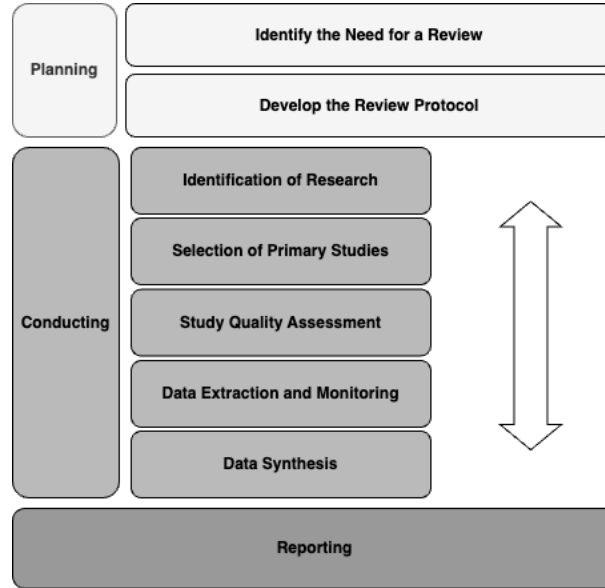 Planning
Identify the Need for a Review
Develop the Review Protocol
Conducting
Identification of Research
Selection of Primary Studies
Study Quality Assessment
Data Extraction and Monitoring
Data Synthesis
Reporting